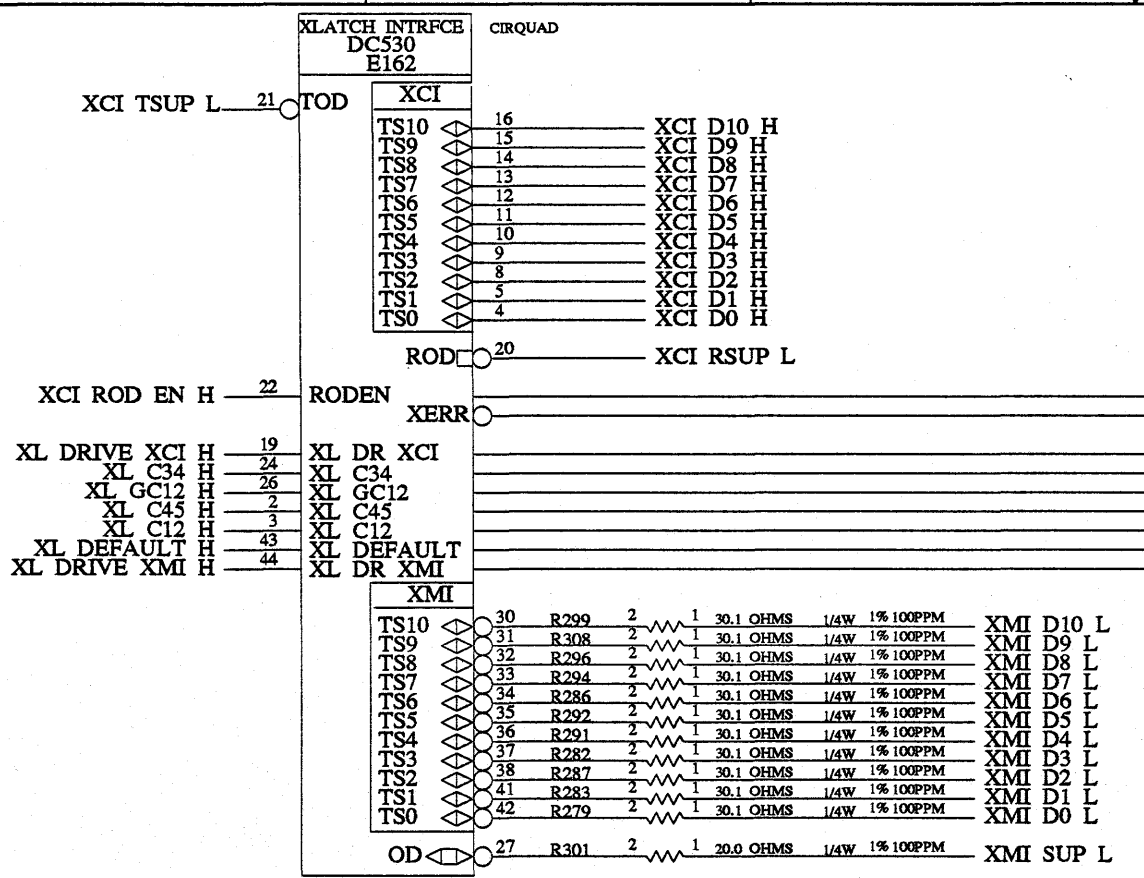 XLATCH INTRFCE CIRQUAD
DC530
E162
XCI
XCI TSUP L 21 TOD
TS10 16 XCI D10 H
TS9 15 XCI D9 H
TS8 14 XCI D8 H
TS7 13 XCI D7 H
TS6 12 XCI D6 H
TS5 11 XCI D5 H
TS4 10 XCI D4 H
TS3 9 XCI D3 H
TS2 8 XCI D2 H
TS1 5 XCI D1 H
TS0 4 XCI D0 H
ROD 20 XCI RSUP L
XCI ROD EN H 22 RODEN
XERR
XL DRIVE XCI H 19 XL DR XCI
XL C34 H 24 XL C34
XL GC12 H 26 XL GC12
XL C45 H 2 XL C45
XL C12 H 3 XL C12
XL DEFAULT H 43 XL DEFAULT
XL DRIVE XMI H 44 XL DR XMI
XMI
TS10 30 R299 2 1 30.1 OHMS 1/4W 1% 100PPM XMI D10 L
TS9 31 R308 2 1 30.1 OHMS 1/4W 1% 100PPM XMI D9 L
TS8 32 R296 2 1 30.1 OHMS 1/4W 1% 100PPM XMI D8 L
TS7 33 R294 2 1 30.1 OHMS 1/4W 1% 100PPM XMI D7 L
TS6 34 R286 2 1 30.1 OHMS 1/4W 1% 100PPM XMI D6 L
TS5 35 R292 2 1 30.1 OHMS 1/4W 1% 100PPM XMI D5 L
TS4 36 R291 2 1 30.1 OHMS 1/4W 1% 100PPM XMI D4 L
TS3 37 R282 2 1 30.1 OHMS 1/4W 1% 100PPM XMI D3 L
TS2 38 R287 2 1 30.1 OHMS 1/4W 1% 100PPM XMI D2 L
TS1 41 R283 2 1 30.1 OHMS 1/4W 1% 100PPM XMI D1 L
TS0 42 R279 2 1 30.1 OHMS 1/4W 1% 100PPM XMI D0 L
OD 27 R301 2 1 20.0 OHMS 1/4W 1% 100PPM XMI SUP L